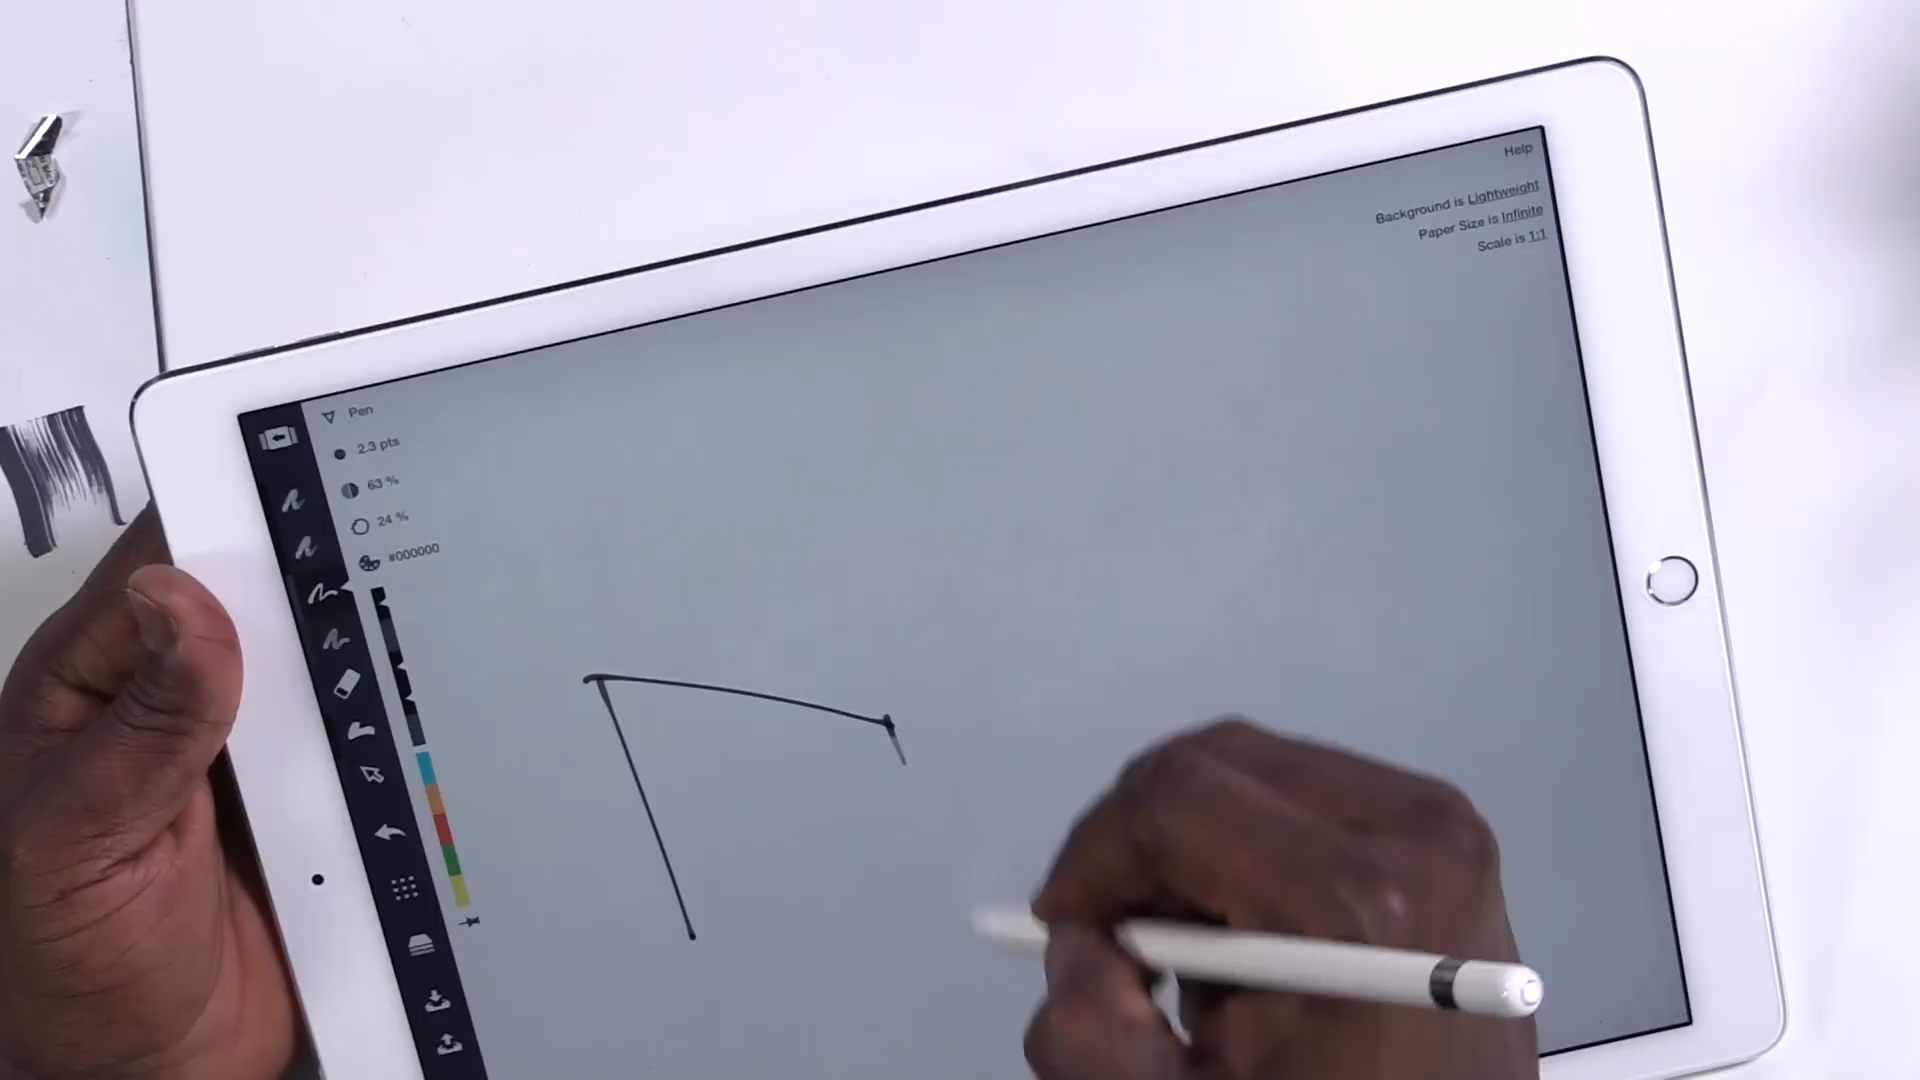 Help
Background is Lightweight
Paper Size is Infinite
Scale is 1:1
Pen
2.3 pts
63 %
24 %
#000000